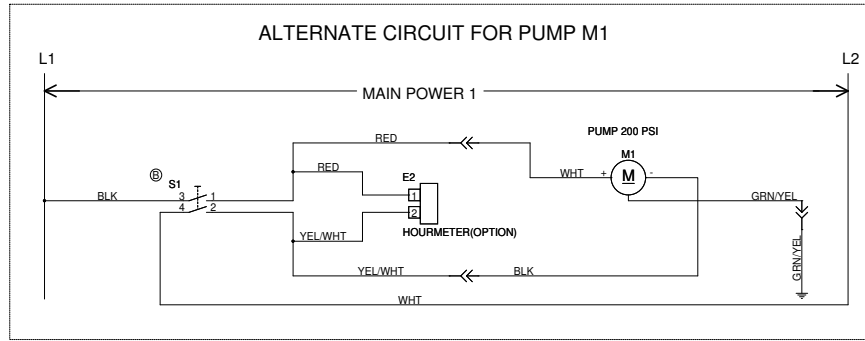 ALTERNATE CIRCUIT FOR PUMP M1
L1
L2
MAIN POWER 1
RED
PUMP 200 PSI
M1
RED
WHT
+
M
-
B
S1
E2
BLK
3
1
1
GRN/YEL
4
2
2
HOURMETER(OPTION)
YEL/WHT
GRN/YEL
YEL/WHT
BLK
WHT